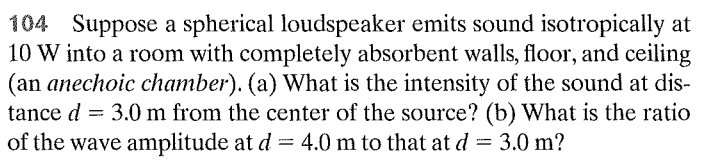 104 Suppose a spherical loudspeaker emits sound isotropically at
10 W into a room with completely absorbent walls, floor, and ceiling
(an anechoic chamber). (a) What is the intensity of the sound at dis-
tance d = 3.0 m from the center of the source? (b) What is the ratio
of the wave amplitude at d = 4.0 m to that at d = 3.0 m?